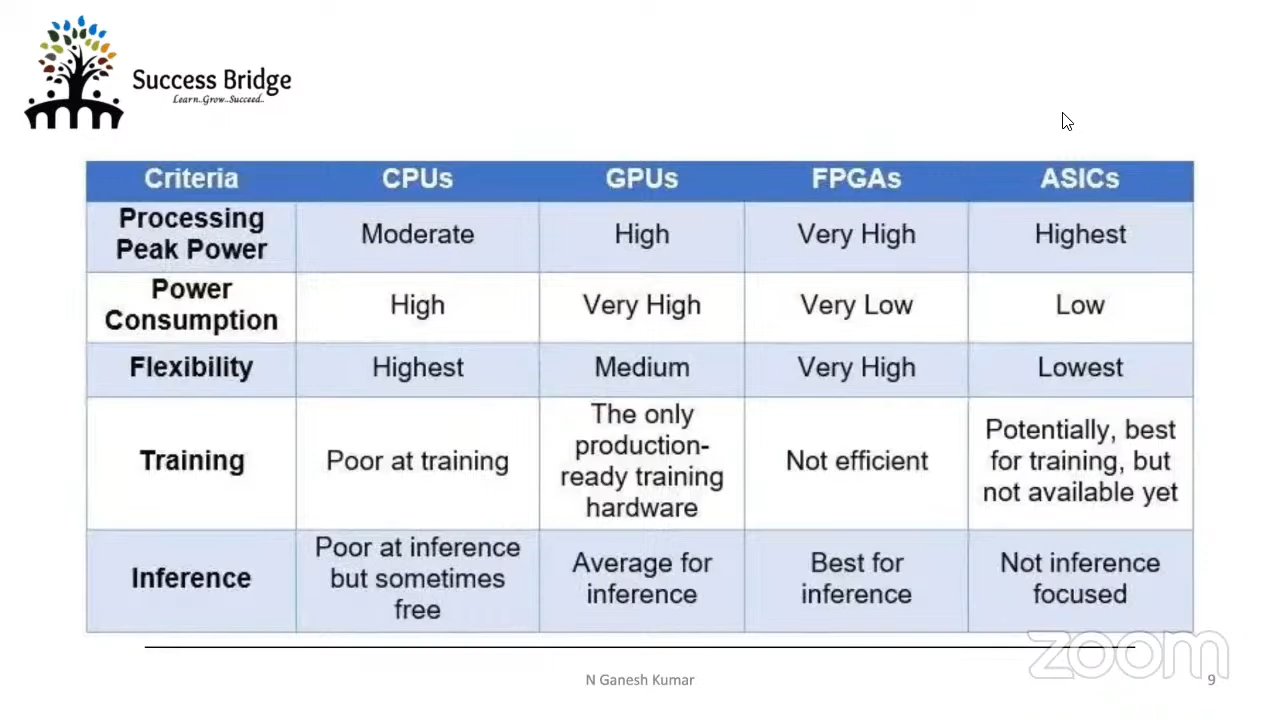 Success Bridge
Learn..Grow..Succeed..
Criteria CPUs GPUs FPGAs ASICs
Processing
Peak Power
Moderate
High
Very High
Highest
Power
Consumption
High
Very High
Very Low
Low
Flexibility
Highest
Medium
Very High
Lowest
Training
Poor at training
The only
production-
ready training
hardware
Not efficient
Potentially, best
for training, but
not available yet
Inference
Poor at inference
but sometimes
free
Average for
inference
Best for
inference
Not inference
focused
zoom
N Ganesh Kumar
9